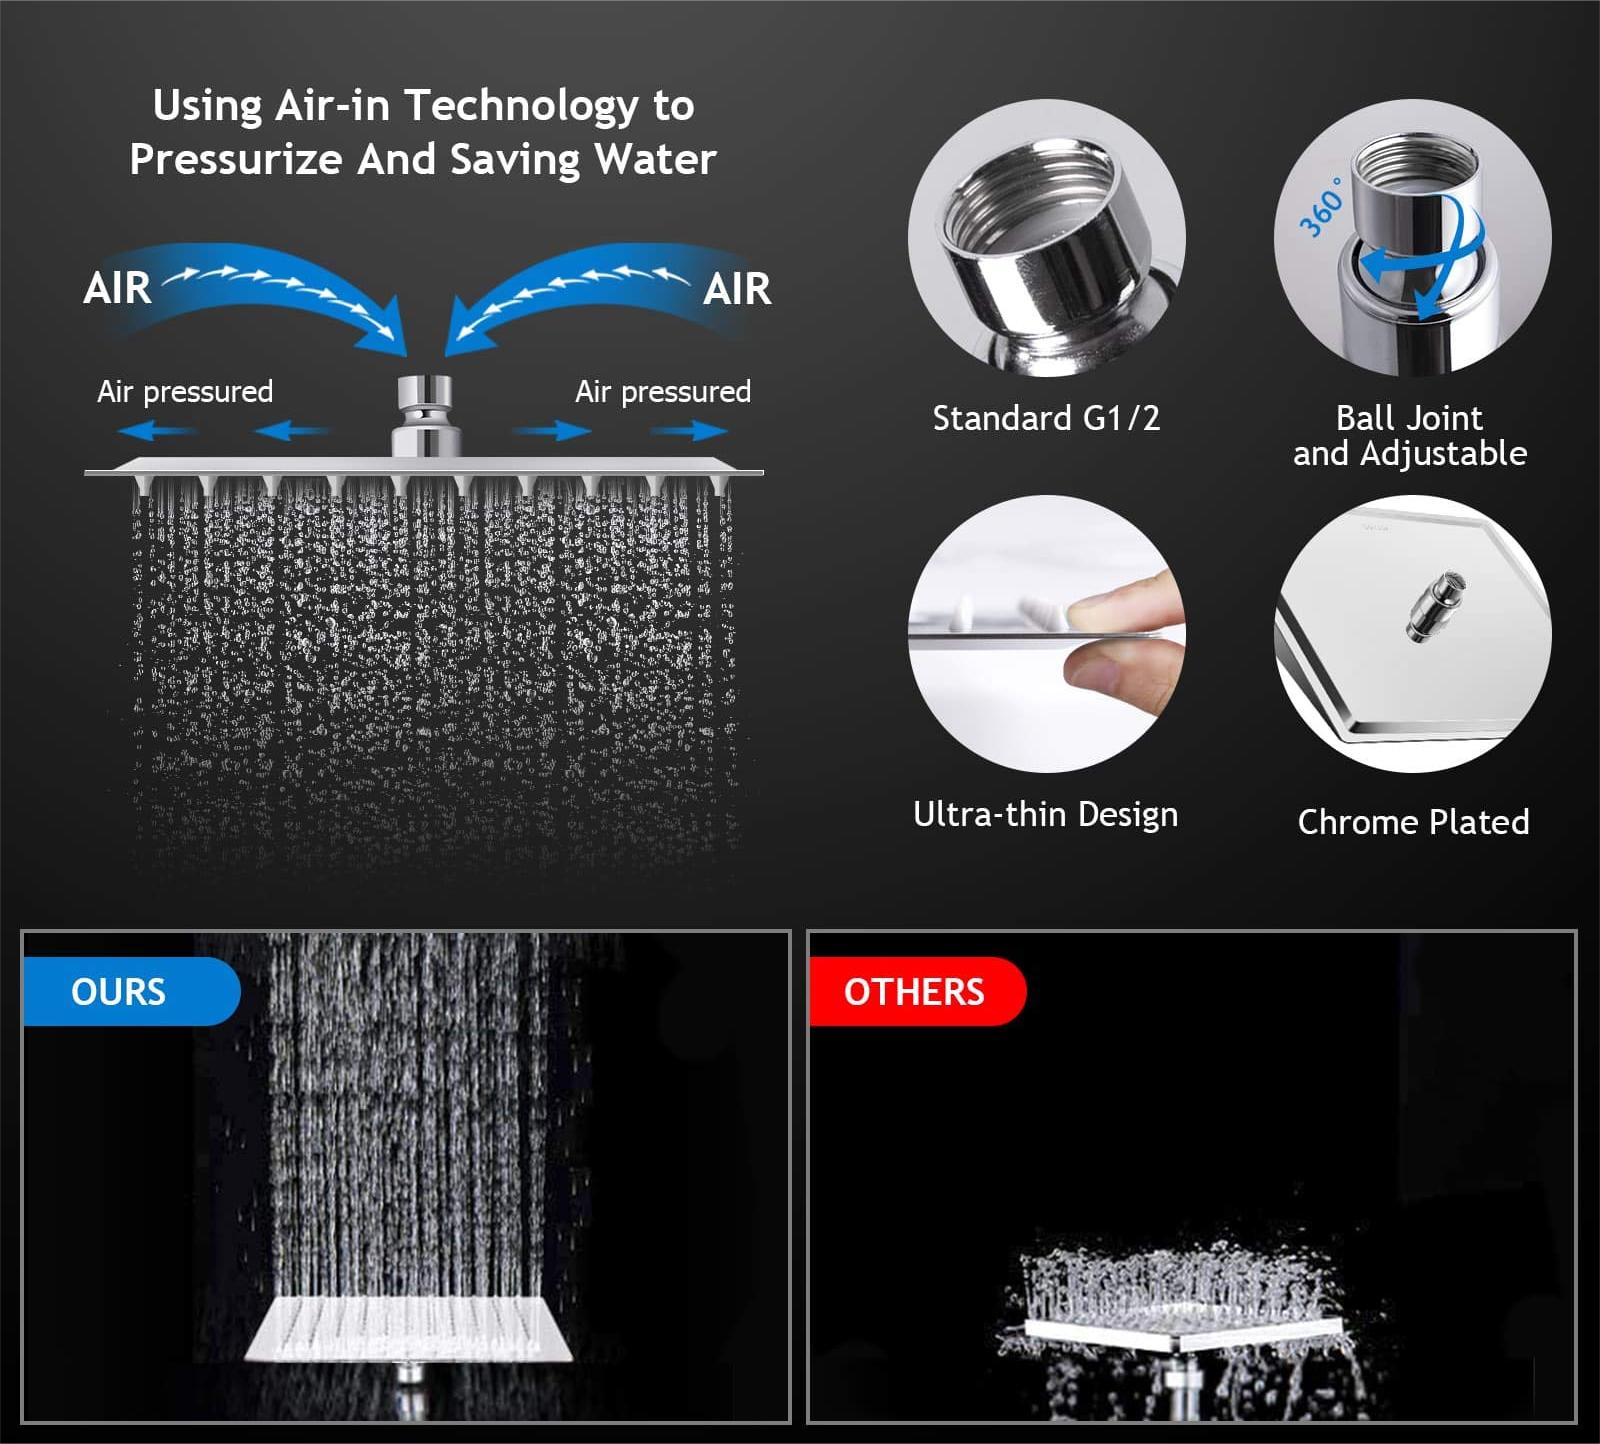 Using Air-in Technology to
Pressurize And Saving Water
AIR
AIR
Air pressured
Air pressured
360°
Standard G1/2
Ball Joint
and Adjustable
Ultra-thin Design
Chrome Plated
OURS
OTHERS